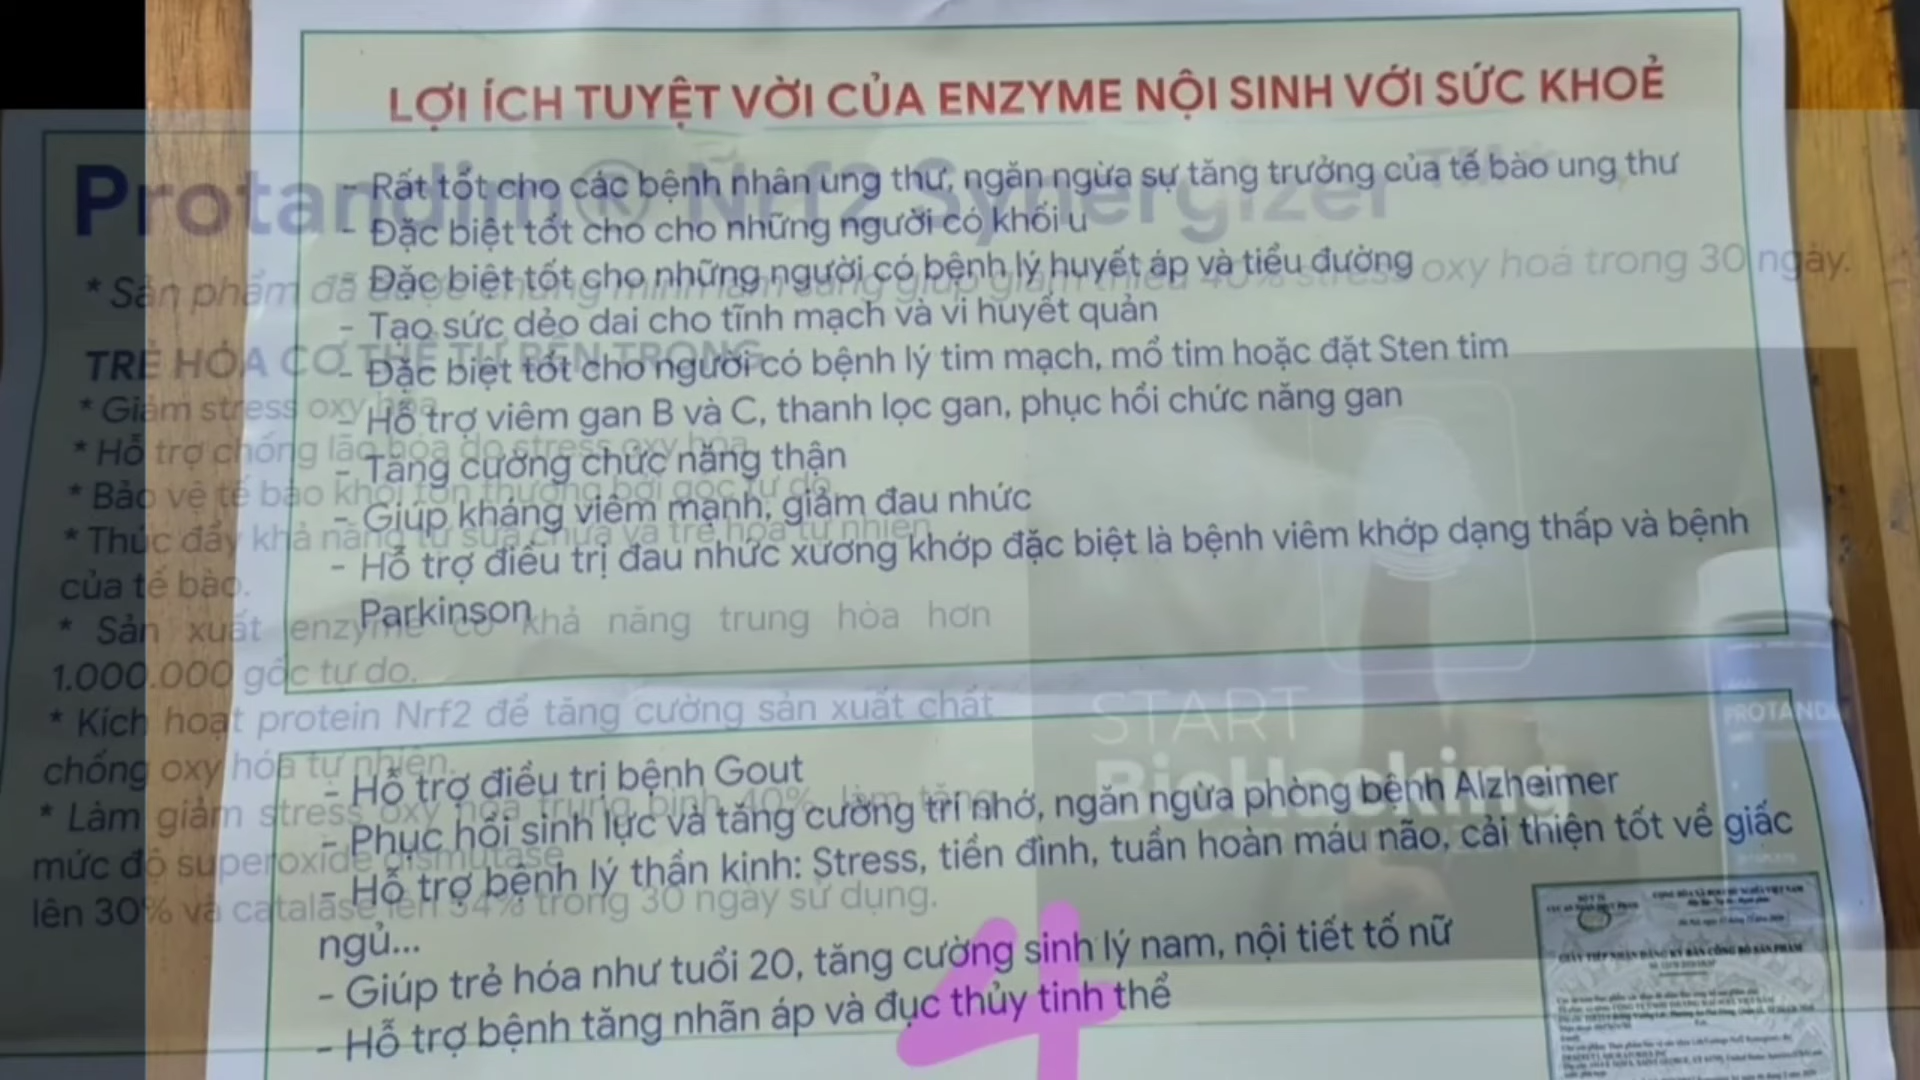 LỢI ÍCH TUYỆT VỜI CỦA ENZYME NỘI SINH VỚI SỨC KHOẺ
- Rất tốt cho các bệnh nhân ung thư, ngăn ngừa sự tăng trưởng của tế bào ung thư
- Đặc biệt tốt cho cho những người có khối u
- Đặc biệt tốt cho những người có bệnh lý huyết áp và tiểu đường
- Tạo sức dẻo dai cho tĩnh mạch và vi huyết quản
- Đặc biệt tốt cho người có bệnh lý tim mạch, mổ tim hoặc đặt Sten tim
- Hỗ trợ viêm gan B và C, thanh lọc gan, phục hồi chức năng gan
- Tăng cường chức năng thận
- Giúp kháng viêm mạnh, giảm đau nhức
- Hỗ trợ điều trị đau nhức xương khớp đặc biệt là bệnh viêm khớp dạng thấp và bệnh
Parkinson
- Hỗ trợ điều trị bệnh Gout
- Phục hồi sinh lực và tăng cường trí nhớ, ngăn ngừa phòng bệnh Alzheimer
- Hỗ trợ bệnh lý thần kinh: Stress, tiền đình, tuần hoàn máu não, cải thiện tốt về giấc
ngủ...
- Giúp trẻ hóa như tuổi 20, tăng cường sinh lý nam, nội tiết tố nữ
- Hỗ trợ bệnh tăng nhãn áp và đục thủy tinh thể
4
Protandim® Nrf2 Synergizer™*
* Sản phẩm đã được chứng minh lâm sàng giúp giảm thiểu 40% stress oxy hoá trong 30 ngày.
TRẺ HÓA CƠ THỂ TỪ BÊN TRONG
* Giảm stress oxy hóa
* Hỗ trợ chống lão hóa do stress oxy hóa
* Bảo vệ tế bào khỏi tổn thương bởi gốc tự do
* Thúc đẩy khả năng tự sửa chữa và trẻ hóa tự nhiên
của tế bào.
* Sản xuất enzyme có khả năng trung hòa hơn
1.000.000 gốc tự do.
* Kích hoạt protein Nrf2 để tăng cường sản xuất chất
chống oxy hóa tự nhiên.
* Làm giảm stress oxy hóa trung bình 40%, làm tăng
mức độ superoxide dismutase
lên 30% và catalase lên 54% trong 30 ngày sử dụng.
START
BioHacking
PROTANDIM